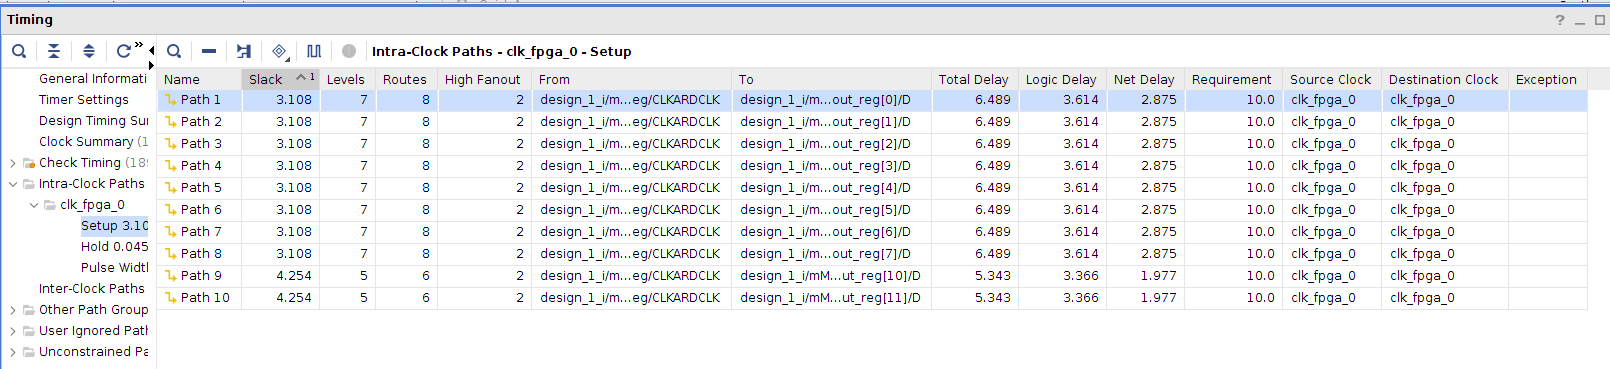 Timing
Intra-Clock Paths - clk_fpga_0 - Setup
General Informati
Timer Settings
Design Timing Sur
Clock Summary (1
Check Timing (189
Intra-Clock Paths
clk_fpga_0
Setup 3.10
Hold 0.045
Pulse Widtl
Inter-Clock Paths
Other Path Group
User Ignored Patl
Unconstrained Pa
Name Slack 1 Levels Routes High Fanout From To Total Delay Logic Delay Net Delay Requirement Source Clock Destination Clock Exception
Path 1 3.108 7 8 2 design_1_i/m...eg/CLKARDCLK design_1_i/m...out_reg[0]/D 6.489 3.614 2.875 10.0 clk_fpga_0 clk_fpga_0
Path 2 3.108 7 8 2 design_1_i/m...eg/CLKARDCLK design_1_i/m...out_reg[1]/D 6.489 3.614 2.875 10.0 clk_fpga_0 clk_fpga_0
Path 3 3.108 7 8 2 design_1_i/m...eg/CLKARDCLK design_1_i/m...out_reg[2]/D 6.489 3.614 2.875 10.0 clk_fpga_0 clk_fpga_0
Path 4 3.108 7 8 2 design_1_i/m...eg/CLKARDCLK design_1_i/m...out_reg[3]/D 6.489 3.614 2.875 10.0 clk_fpga_0 clk_fpga_0
Path 5 3.108 7 8 2 design_1_i/m...eg/CLKARDCLK design_1_i/m...out_reg[4]/D 6.489 3.614 2.875 10.0 clk_fpga_0 clk_fpga_0
Path 6 3.108 7 8 2 design_1_i/m...eg/CLKARDCLK design_1_i/m...out_reg[5]/D 6.489 3.614 2.875 10.0 clk_fpga_0 clk_fpga_0
Path 7 3.108 7 8 2 design_1_i/m...eg/CLKARDCLK design_1_i/m...out_reg[6]/D 6.489 3.614 2.875 10.0 clk_fpga_0 clk_fpga_0
Path 8 3.108 7 8 2 design_1_i/m...eg/CLKARDCLK design_1_i/m...out_reg[7]/D 6.489 3.614 2.875 10.0 clk_fpga_0 clk_fpga_0
Path 9 4.254 5 6 2 design_1_i/m...eg/CLKARDCLK design_1_i/mM...ut_reg[10]/D 5.343 3.366 1.977 10.0 clk_fpga_0 clk_fpga_0
Path 10 4.254 5 6 2 design_1_i/m...eg/CLKARDCLK design_1_i/mM...ut_reg[11]/D 5.343 3.366 1.977 10.0 clk_fpga_0 clk_fpga_0